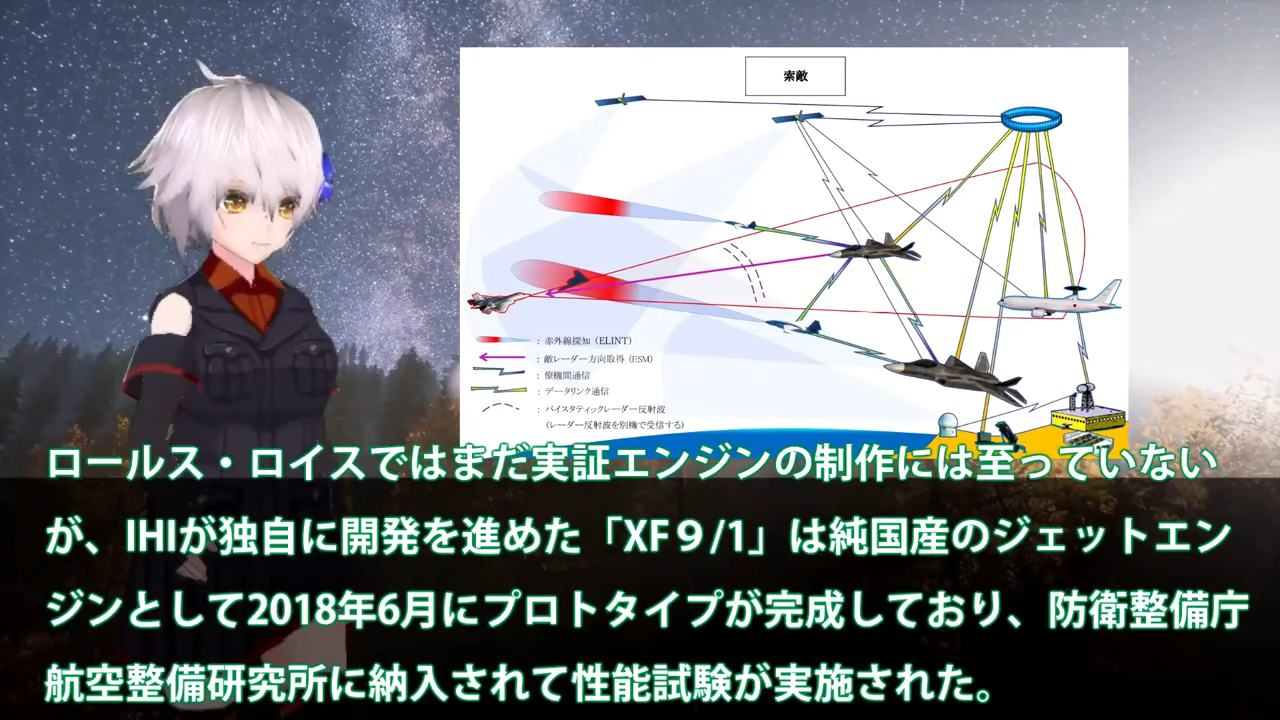 索敵
：赤外線探知（ELINT）
：敵レーダー方向取得（ESM）
：僚機間通信
：データリンク通信
：バイスタティックレーダー反射波
（レーダー反射波を別機で受信する）
ロールス・ロイスではまだ実証エンジンの制作には至っていない
が、IHIが独自に開発を進めた「XF９/1」は純国産のジェットエン
ジンとして2018年6月にプロトタイプが完成しており、防衛整備庁
航空整備研究所に納入されて性能試験が実施された。